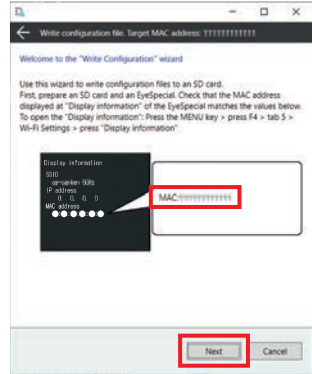 Write configuration file. Target MAC address: 111111111111
Welcome to the "Write Configuration" wizard
Use this wizard to write configuration files to an SD card.
First, prepare an SD card and an EyeSpecial. Check that the MAC address
displayed at "Display information" of the EyeSpecial matches the values below.
To open the "Display information": Press the MENU key > press F4 > tab 5 >
Wi-Fi Settings > press "Display information"
Display information
SSID
IP address
0. 0. 0. 0
MAC address
MAC:111111111111
Next
Cancel